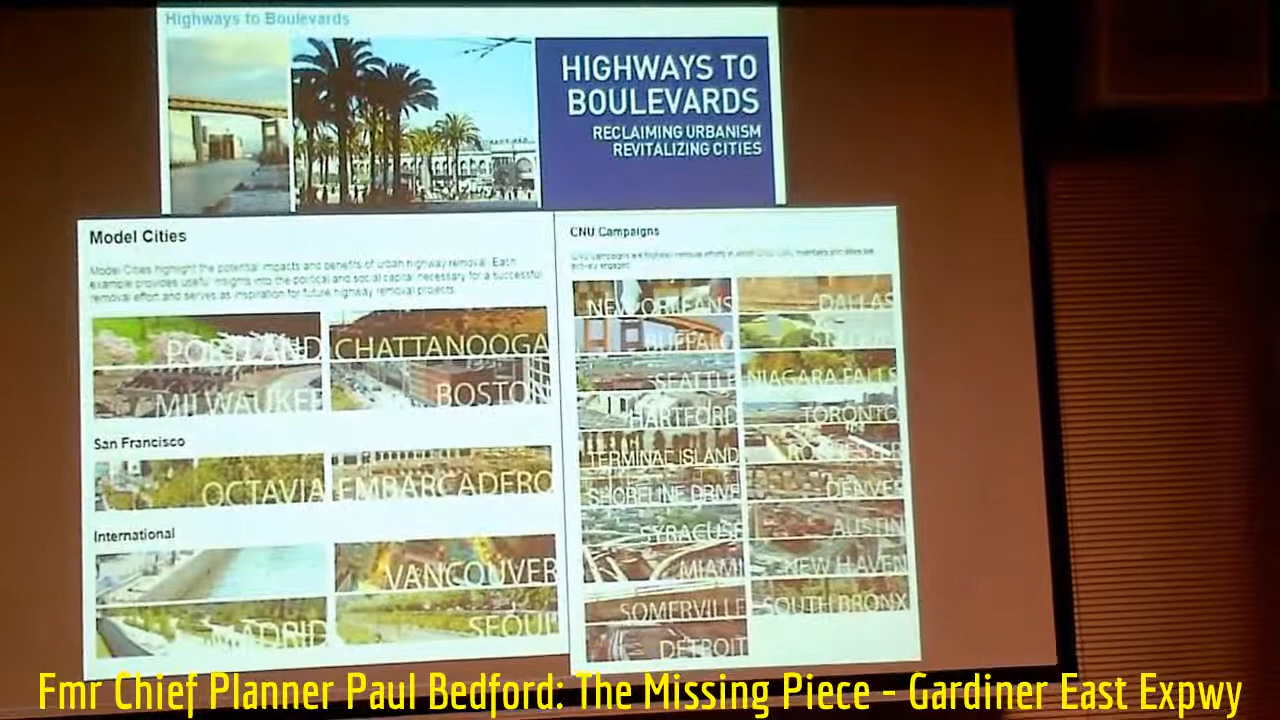 Highways to Boulevards
HIGHWAYS TO
BOULEVARDS
RECLAIMING URBANISM
REVITALIZING CITIES
Model Cities
Model Cities highlight the potential impacts and benefits of urban highway removal. Each
example provides useful insights into the political and social capital necessary for a successful
removal effort and serves as inspiration for future highway removal projects.
PORTLAND
CHATTANOOGA
MILWAUKEE
BOSTON
San Francisco
OCTAVIA
EMBARCADERO
International
VANCOUVER
MADRID
SEOUL
CNU Campaigns
actively engaged
NEW ORLEANS
DALLAS
BUFFALO
SEATTLE
NIAGARA FALLS
HARTFORD
TORONTO
TERMINAL ISLAND
ROCHESTER
SHORELINE DRIVE
DENVER
SYRACUSE
AUSTIN
MIAMI
NEW HAVEN
SOMERVILLE
SOUTH BRONX
DETROIT
Fmr Chief Planner Paul Bedford: The Missing Piece - Gardiner East Expwy